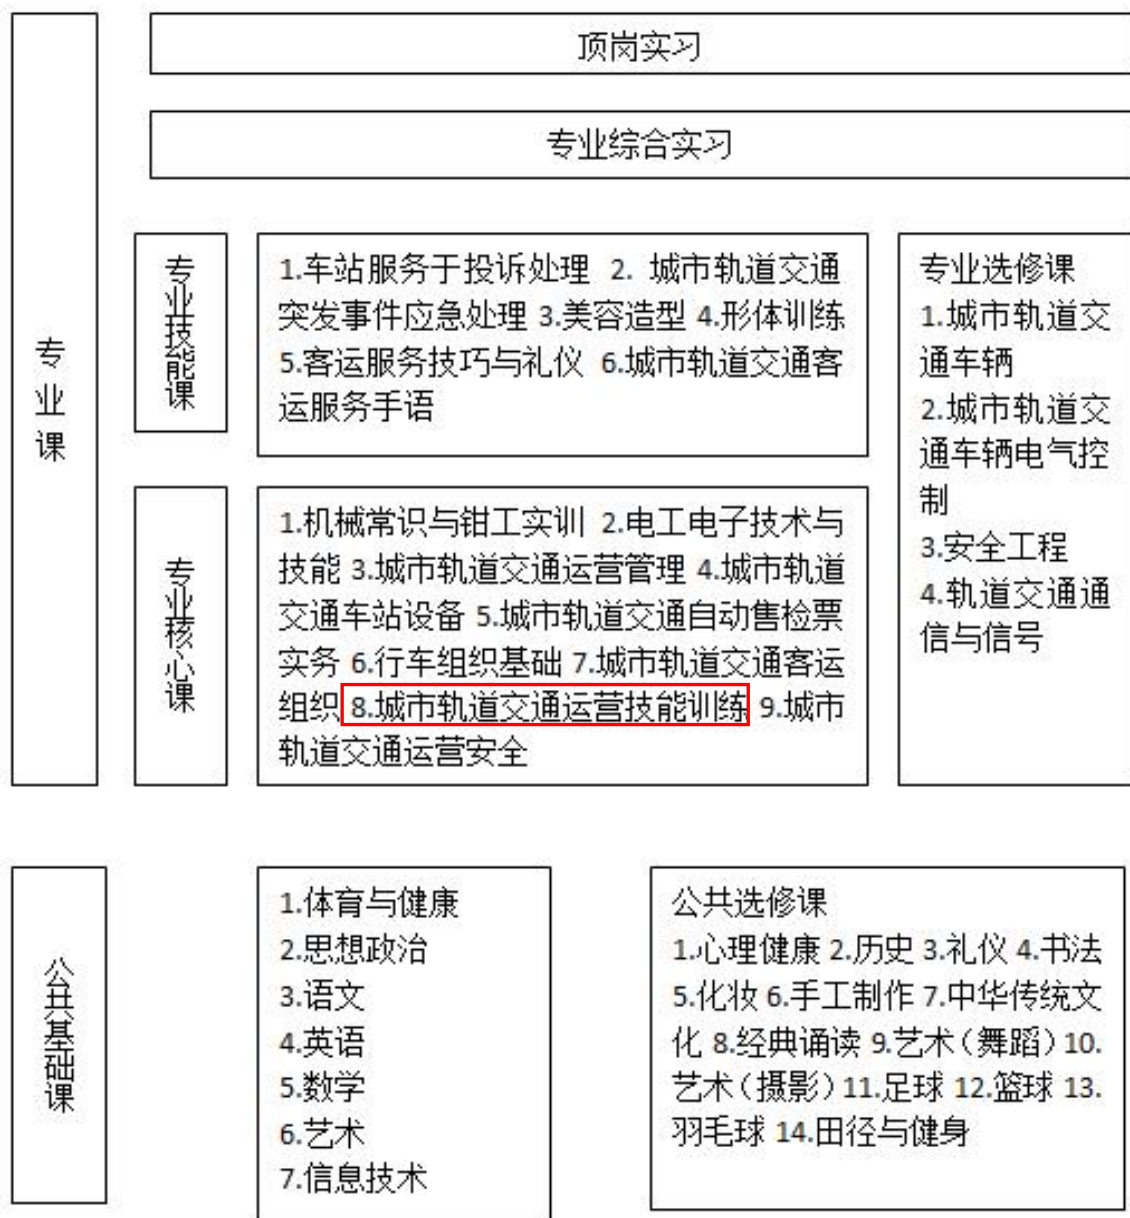 顶岗实习
专业综合实习
专业课
专业技能课
1.车站服务于投诉处理 2. 城市轨道交通
突发事件应急处理 3.美容造型 4.形体训练
5.客运服务技巧与礼仪 6.城市轨道交通客
运服务手语
专业选修课
1.城市轨道交
通车辆
2.城市轨道交
通车辆电气控
制
3.安全工程
4.轨道交通通
信与信号
专业核心课
1.机械常识与钳工实训 2.电工电子技术与
技能 3.城市轨道交通运营管理 4.城市轨道
交通车站设备 5.城市轨道交通自动售检票
实务 6.行车组织基础 7.城市轨道交通客运
组织 8.城市轨道交通运营技能训练 9.城市
轨道交通运营安全
公共基础课
1.体育与健康
2.思想政治
3.语文
4.英语
5.数学
6.艺术
7.信息技术
公共选修课
1.心理健康 2.历史 3.礼仪 4.书法
5.化妆 6.手工制作 7.中华传统文
化 8.经典诵读 9.艺术（舞蹈）10.
艺术（摄影）11.足球 12.篮球 13.
羽毛球 14.田径与健身